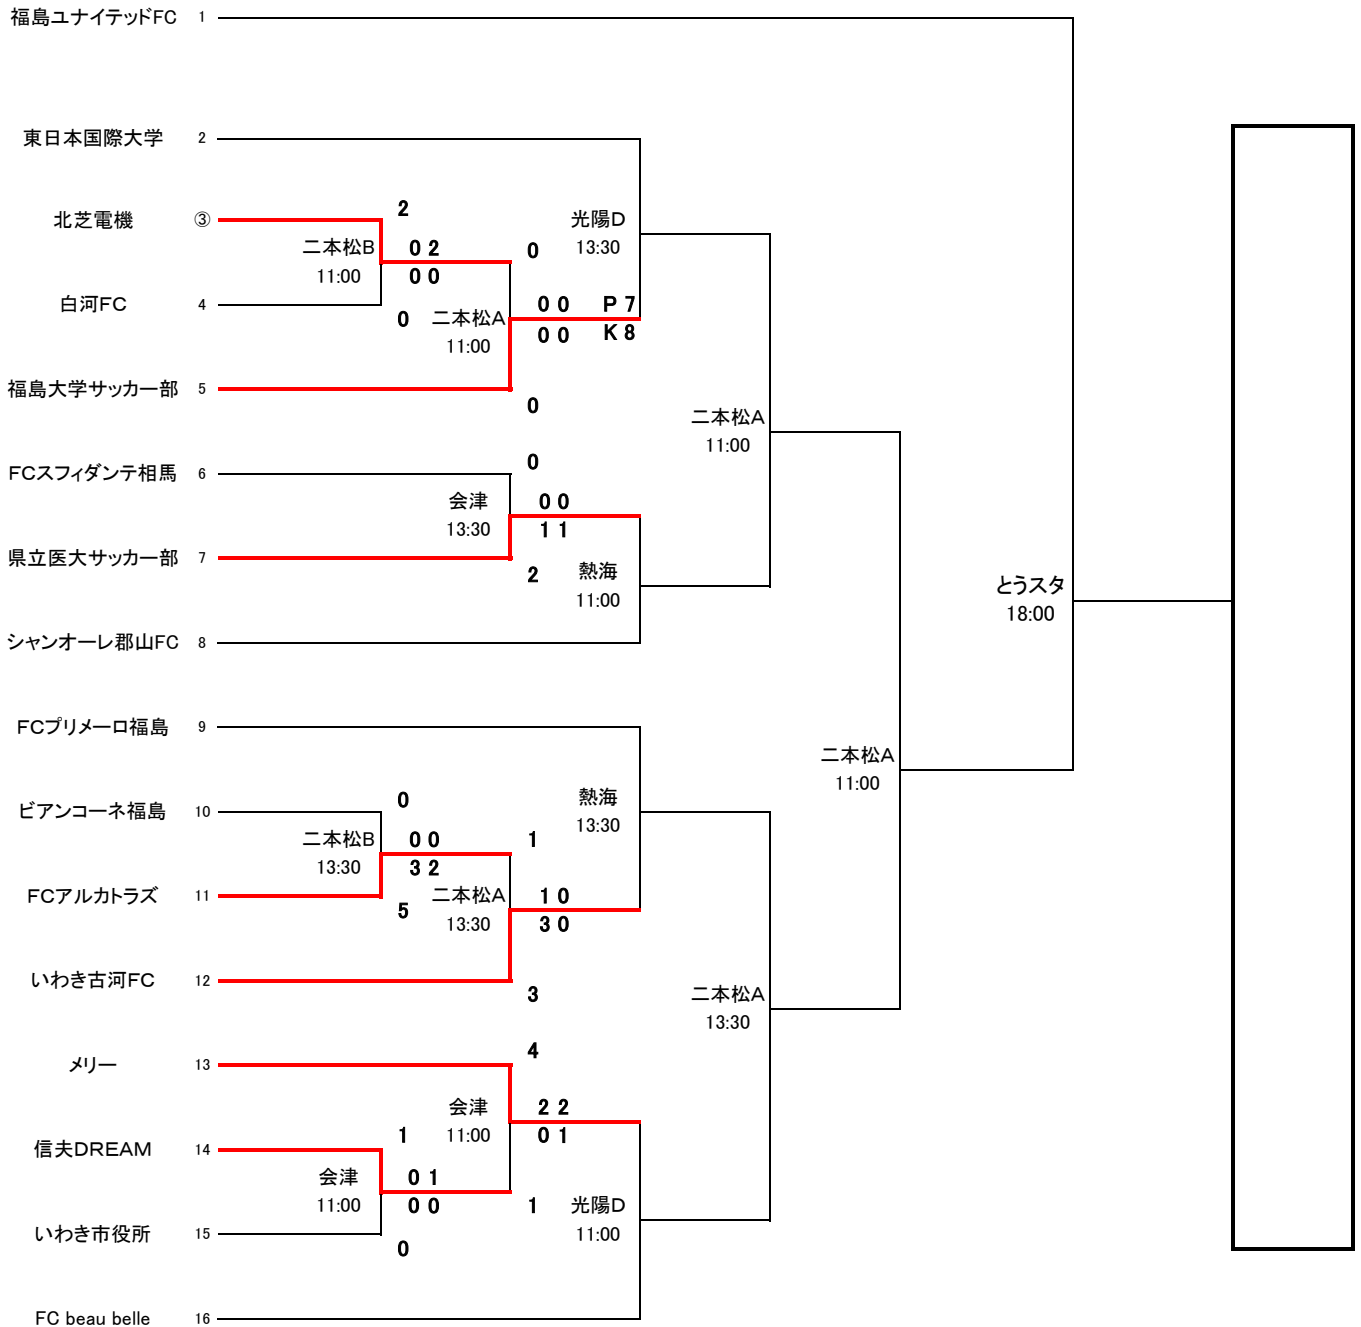 福島ユナイテッドFC 1
東日本国際大学 2
北芝電機 ③
2
光陽D
二本松B
0 2
0
13:30
11:00
0 0
白河FC 4
0
二本松A
0 0
P 7
11:00
0 0
K 8
福島大学サッカー部 5
0
二本松A
11:00
FCスフィダンテ相馬 6
0
会津
0 0
13:30
1 1
県立医大サッカー部 7
2
熱海
11:00
とうスタ
18:00
シャンオーレ郡山FC 8
FCプリメーロ福島 9
二本松A
11:00
ビアンコーネ福島 10
0
熱海
13:30
二本松B
0 0
1
13:30
3 2
FCアルカトラズ 11
5
二本松A
1 0
13:30
3 0
いわき古河FC 12
3
二本松A
13:30
メリー 13
4
会津
2 2
11:00
0 1
信夫DREAM 14
1
会津
0 1
11:00
0 0
1
光陽D
11:00
いわき市役所 15
0
FC beau belle 16